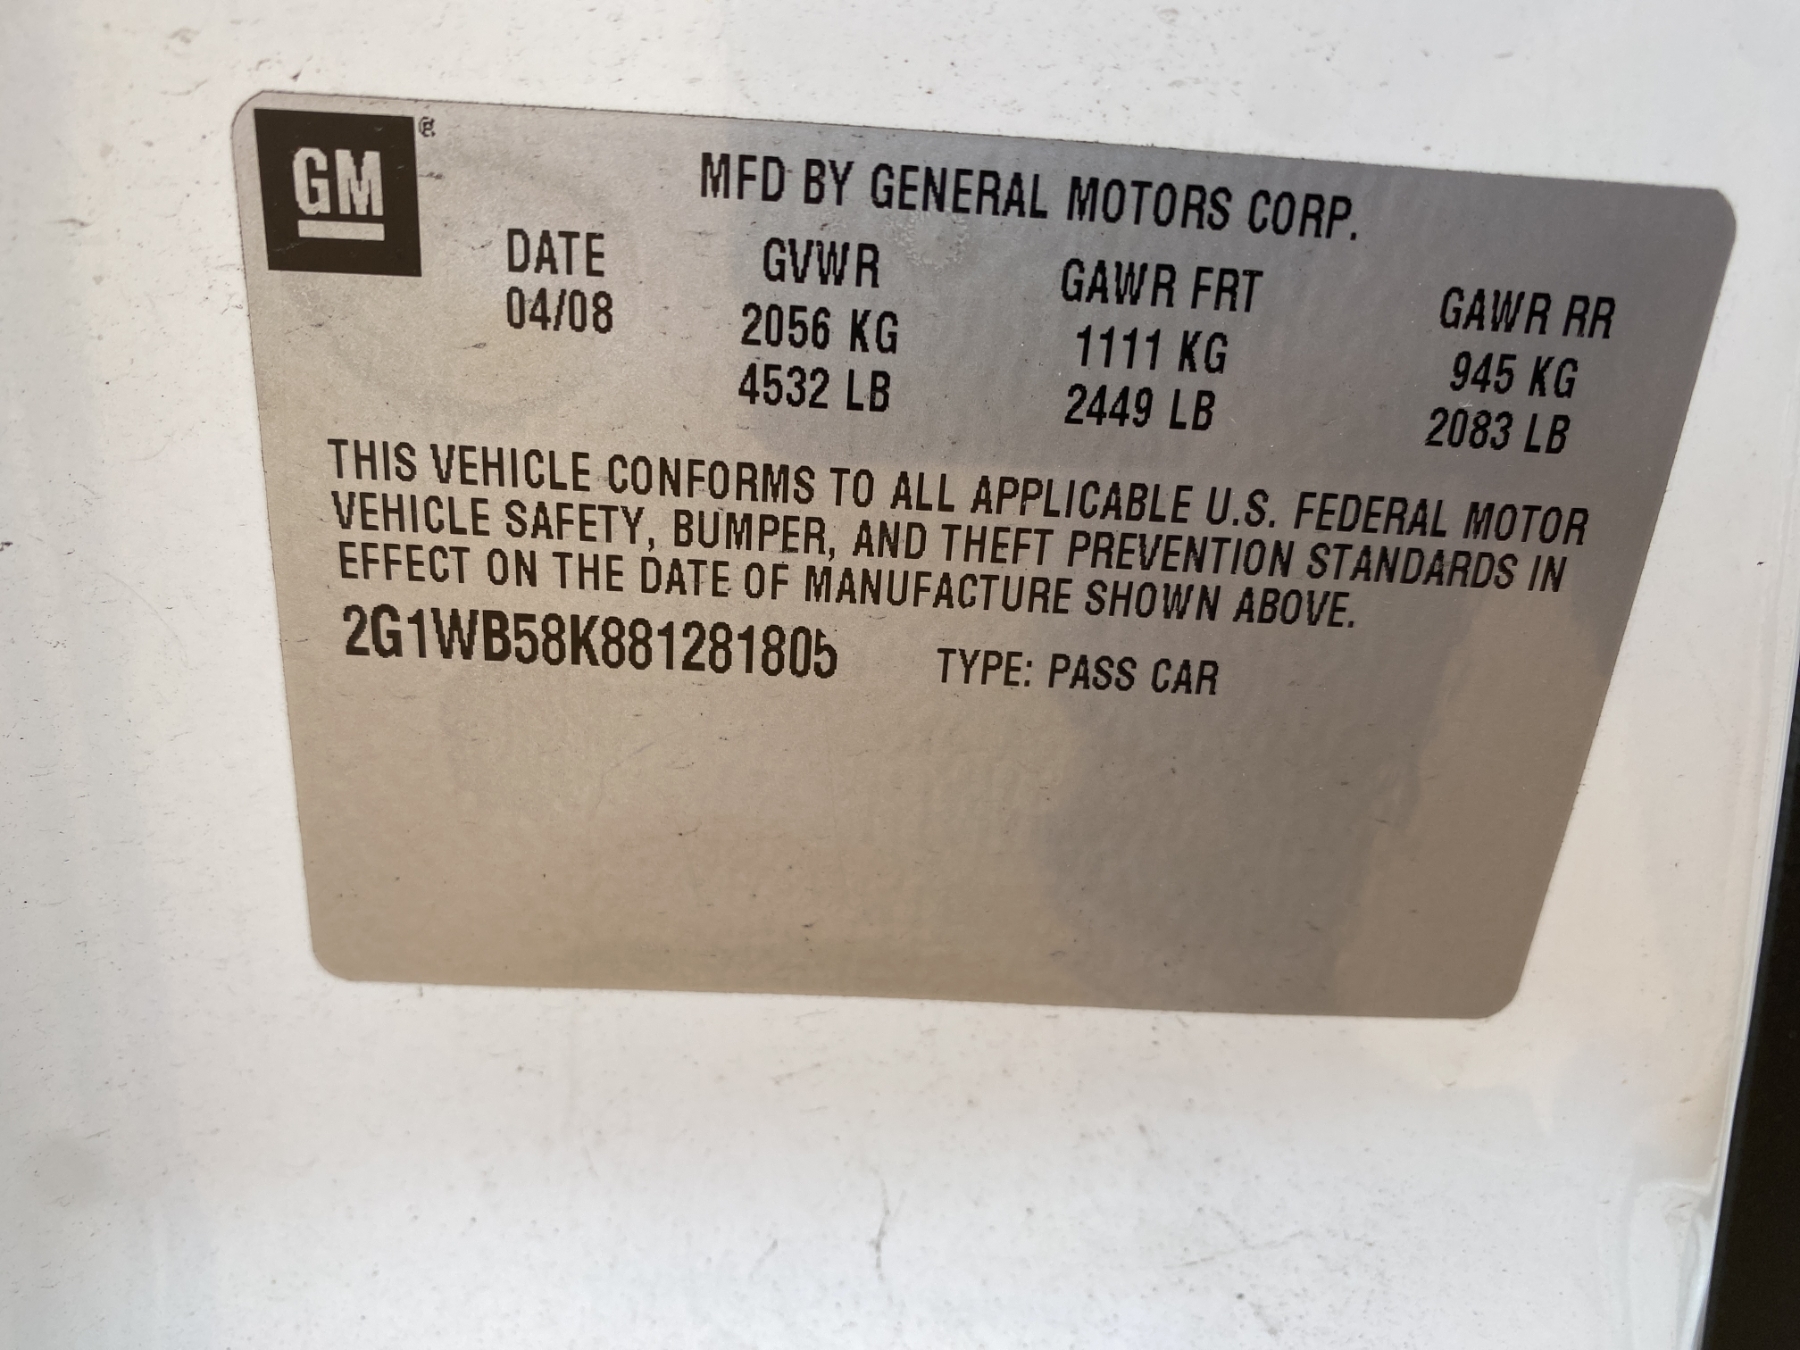 GM®
MFD BY GENERAL MOTORS CORP.
DATE GVWR GAWR FRT GAWR RR
04/08 2056 KG 1111 KG 945 KG
4532 LB 2449 LB 2083 LB
THIS VEHICLE CONFORMS TO ALL APPLICABLE U.S. FEDERAL MOTOR
VEHICLE SAFETY, BUMPER, AND THEFT PREVENTION STANDARDS IN
EFFECT ON THE DATE OF MANUFACTURE SHOWN ABOVE.
2G1WB58K881281805 TYPE: PASS CAR